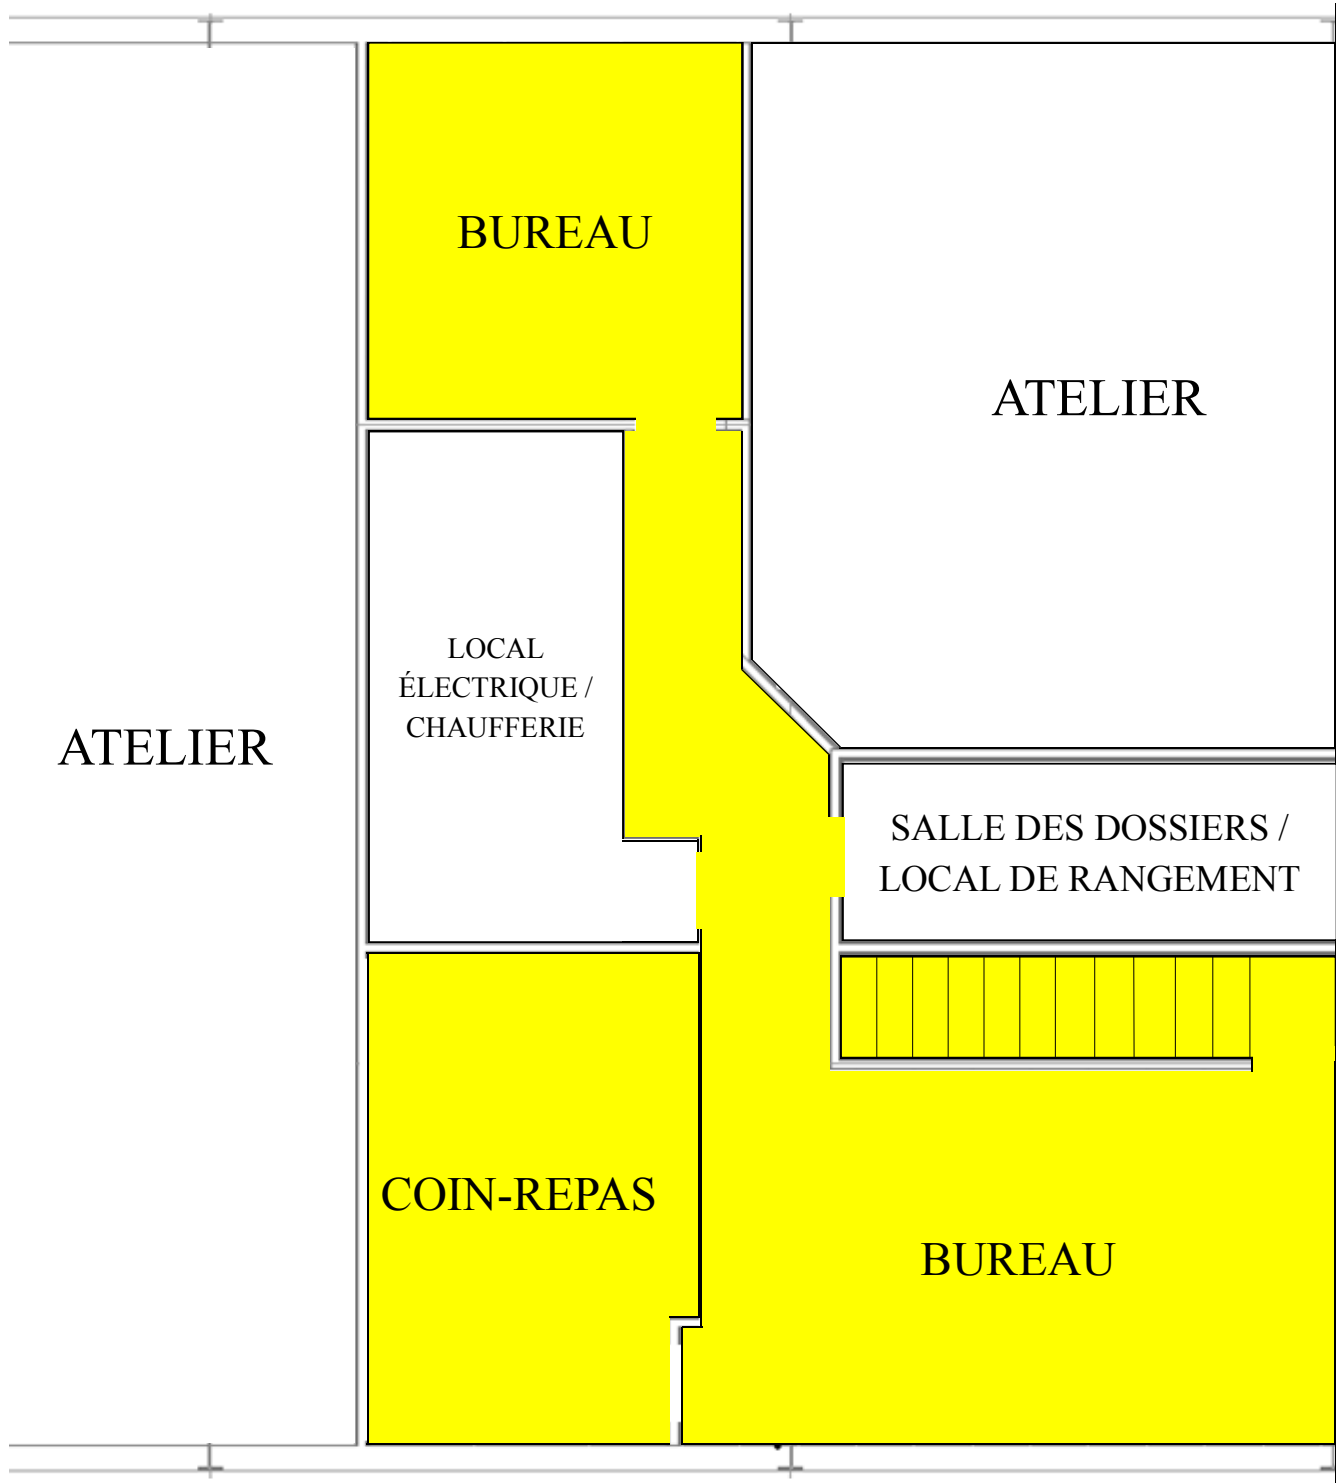 BUREAU
ATELIER
LOCAL
ÉLECTRIQUE /
CHAUFFERIE
ATELIER
SALLE DES DOSSIERS /
LOCAL DE RANGEMENT
COIN-REPAS
BUREAU